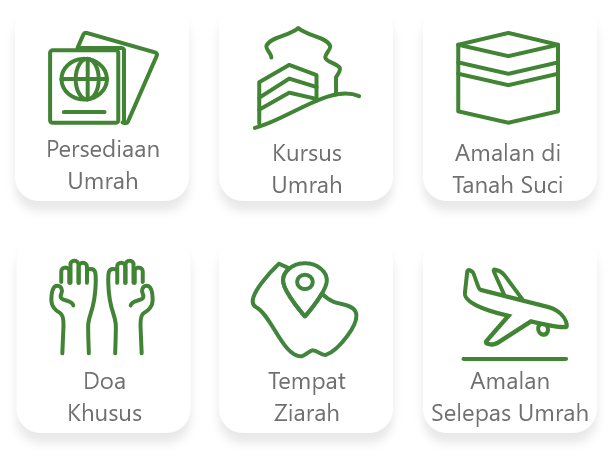 Persediaan
Umrah
Kursus
Umrah
Amalan di
Tanah Suci
Doa
Khusus
Tempat
Ziarah
Amalan
Selepas Umrah